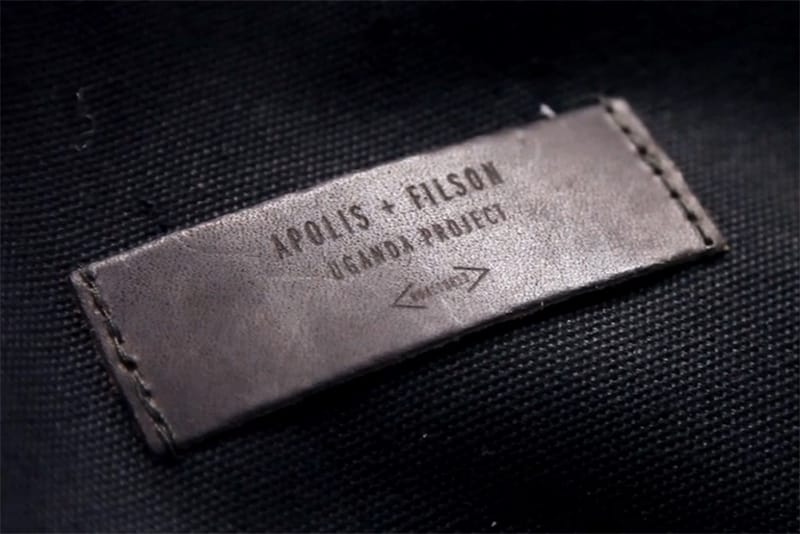 APOLIS + FILSON
UGANDA PROJECT